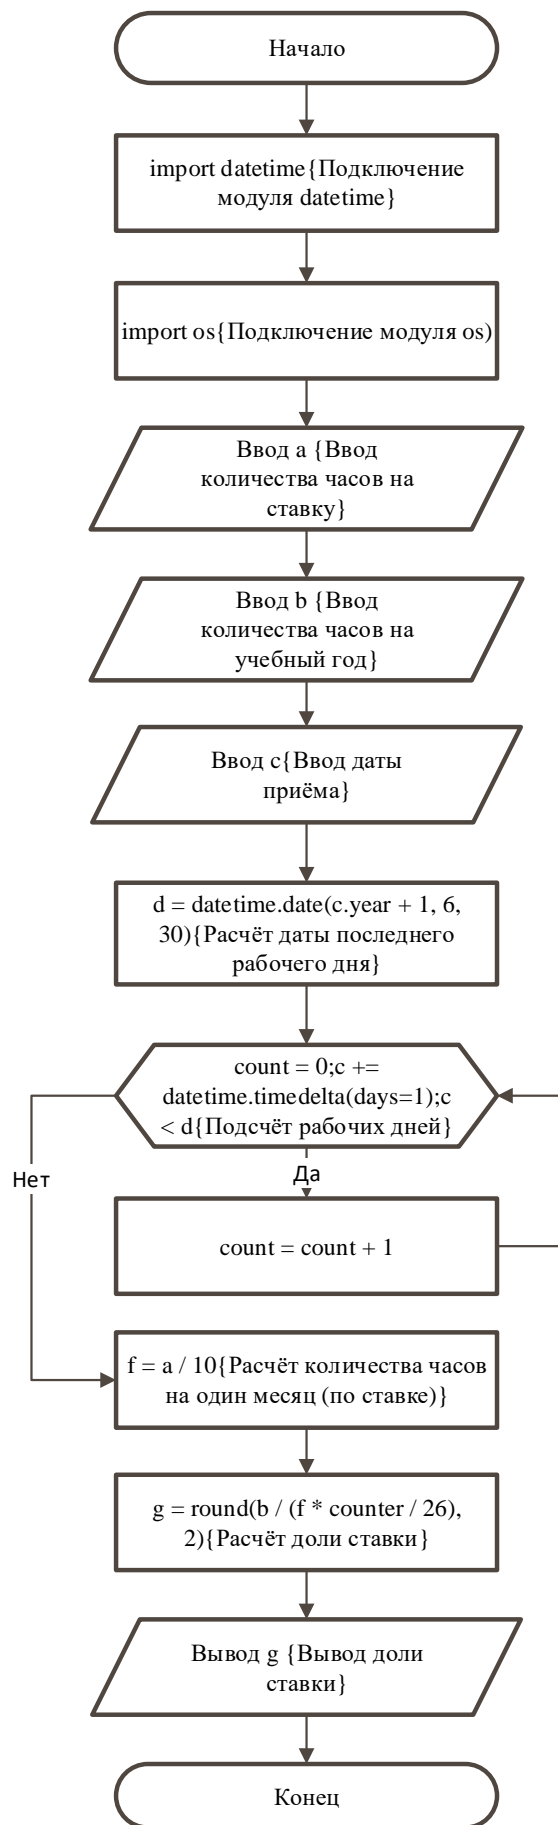 Начало
import datetime{Подключение
модуля datetime}
import os{Подключение модуля os)
Ввод a {Ввод
количества часов на
ставку}
Ввод b {Ввод
количества часов на
учебный год}
Ввод c{Ввод даты
приёма}
d = datetime.date(c.year + 1, 6,
30){Расчёт даты последнего
рабочего дня}
count = 0;c +=
datetime.timedelta(days=1);c
< d{Подсчёт рабочих дней}
Нет
Да
count = count + 1
f = a / 10{Расчёт количества часов
на один месяц (по ставке)}
g = round(b / (f * counter / 26),
2){Расчёт доли ставки}
Вывод g {Вывод доли
ставки}
Конец